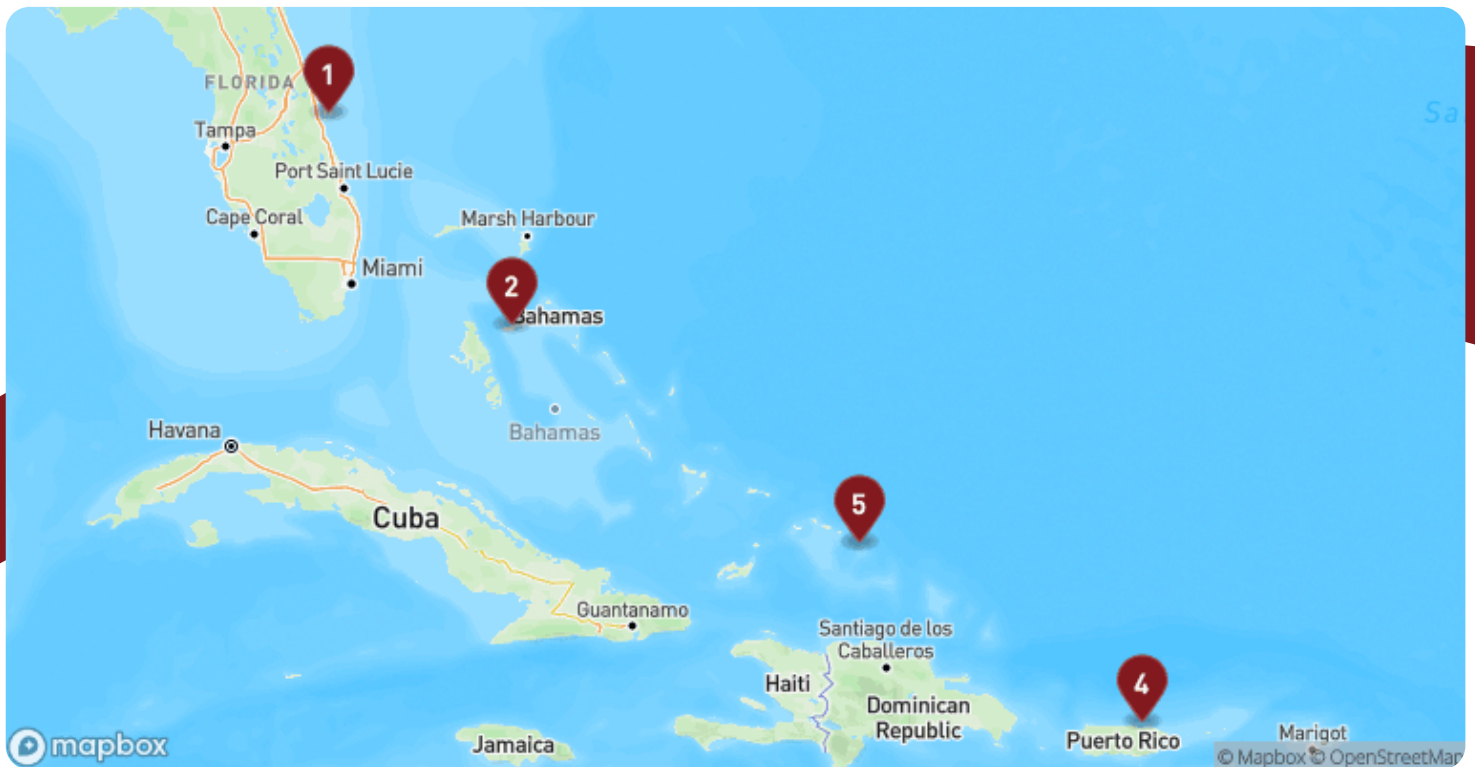 1
FLORIDA
Sa
Tampa
Port Saint Lucie
Cape Coral
Marsh Harbour
Miami
2
Bahamas
Havana
Bahamas
5
Cuba
Guantanamo
Santiago de los
Caballeros
4
Haiti
Dominican
Republic
Marigot
Puerto Rico
Jamaica
mapbox
© Mapbox © OpenStreetMap